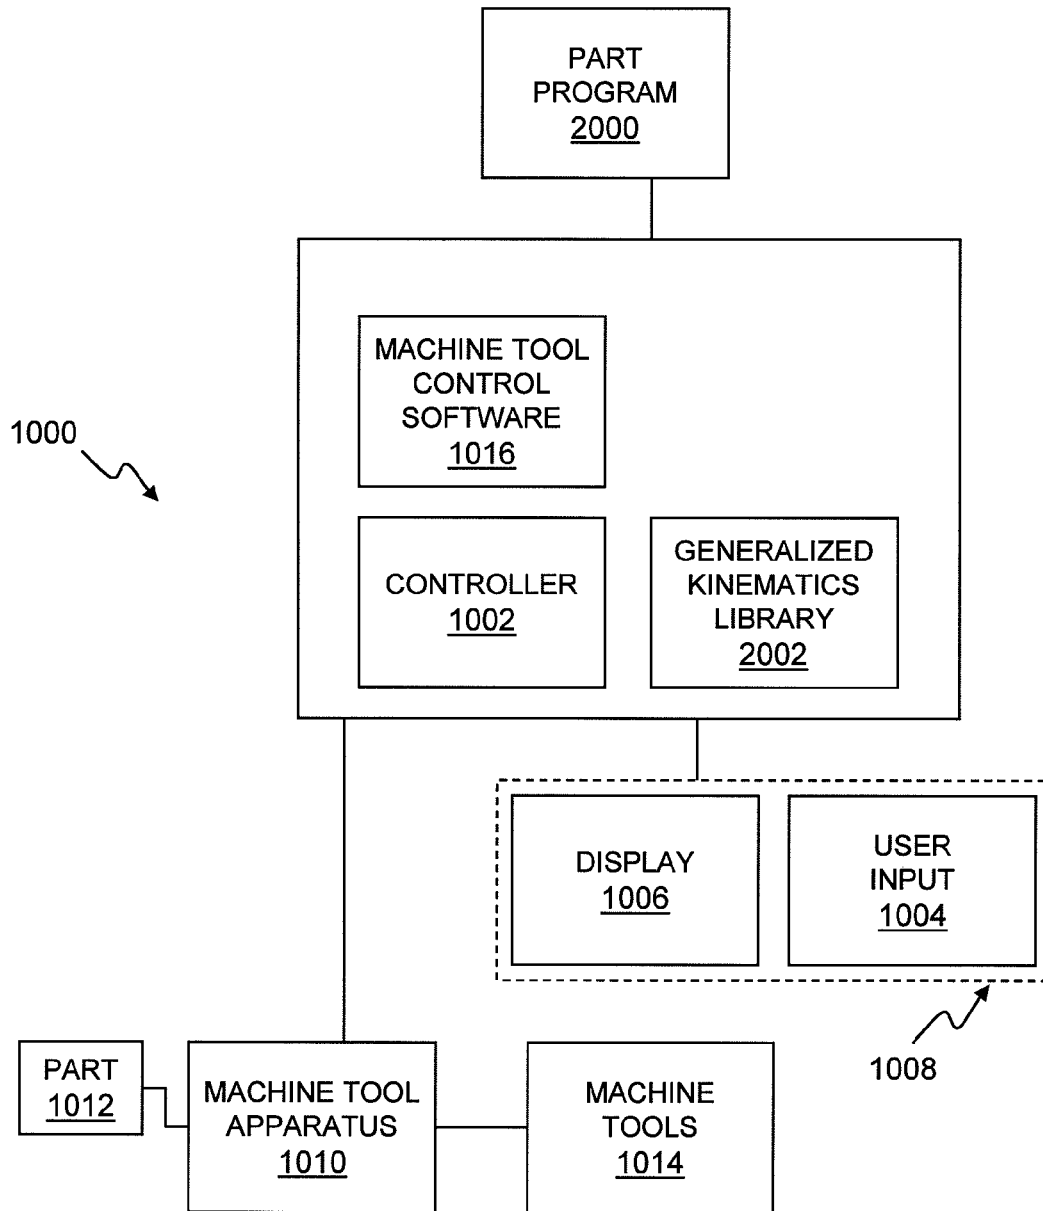 PART
PROGRAM
2000
MACHINE TOOL
CONTROL
SOFTWARE
1016
1000
CONTROLLER
1002
GENERALIZED
KINEMATICS
LIBRARY
2002
DISPLAY
1006
USER
INPUT
1004
1008
PART
1012
MACHINE TOOL
APPARATUS
1010
MACHINE
TOOLS
1014